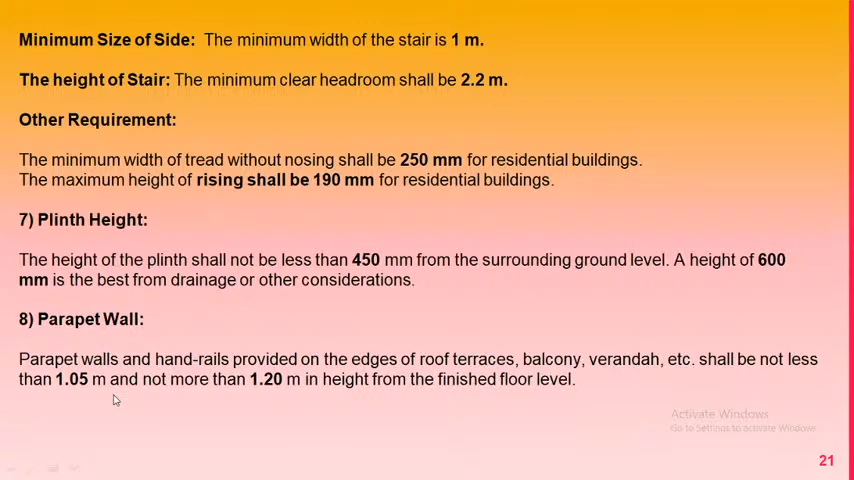 Minimum Size of Side: The minimum width of the stair is 1 m.
The height of Stair: The minimum clear headroom shall be 2.2 m.
Other Requirement:
The minimum width of tread without nosing shall be 250 mm for residential buildings.
The maximum height of rising shall be 190 mm for residential buildings.
7) Plinth Height:
The height of the plinth shall not be less than 450 mm from the surrounding ground level. A height of 600
mm is the best from drainage or other considerations.
8) Parapet Wall:
Parapet walls and hand-rails provided on the edges of roof terraces, balcony, verandah, etc. shall be not less
than 1.05 m and not more than 1.20 m in height from the finished floor level.
Activate Windows
Go to Settings to activate Windows.
21